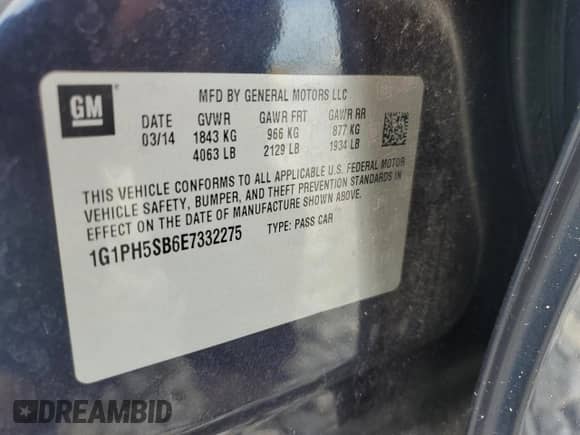 GM
MFD BY GENERAL MOTORS LLC
DATE GVWR GAWR FRT GAWR RR
03/14 1843 KG 966 KG 877 KG
4063 LB 2129 LB 1934 LB
THIS VEHICLE CONFORMS TO ALL APPLICABLE U.S. FEDERAL MOTOR
VEHICLE SAFETY, BUMPER, AND THEFT PREVENTION STANDARDS IN
EFFECT ON THE DATE OF MANUFACTURE SHOWN ABOVE.
1G1PH5SB6E7332275 TYPE: PASS CAR
DREAMBID